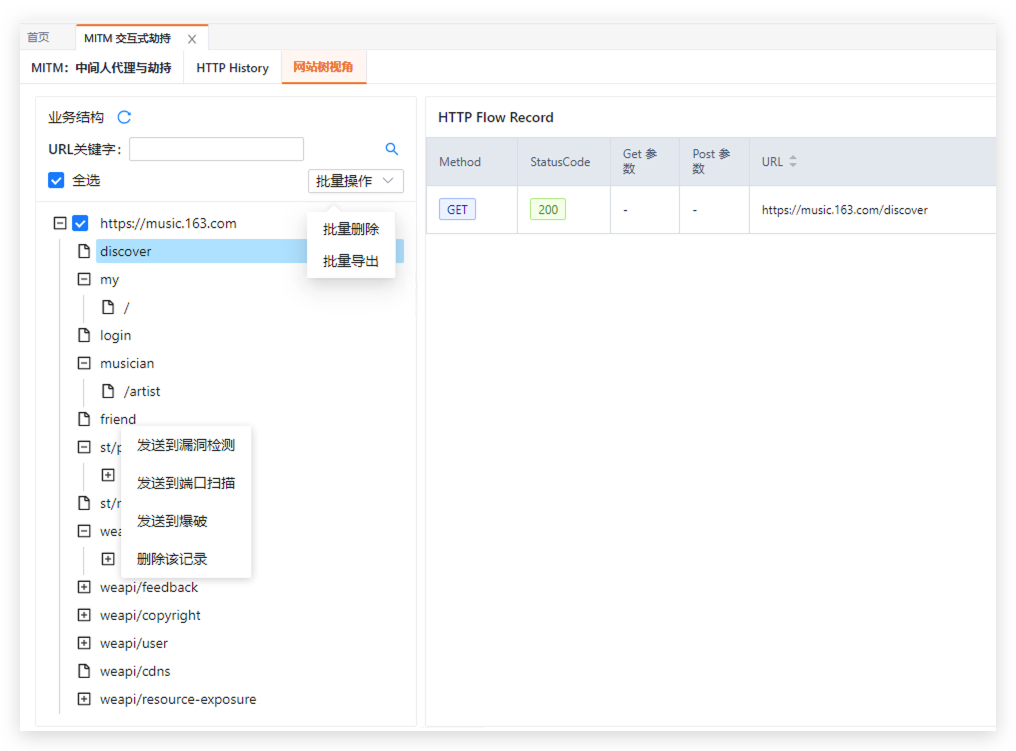 首页
MITM 交互式劫持
MITM：中间人代理与劫持
HTTP History
网站树视角
业务结构
URL关键字：
全选
批量操作
批量删除
批量导出
https://music.163.com
discover
my
/
login
musician
/artist
friend
st/
st/
发送到漏洞检测
发送到端口扫描
发送到爆破
删除该记录
weapi/feedback
weapi/copyright
weapi/user
weapi/cdns
weapi/resource-exposure
HTTP Flow Record
Method
StatusCode
Get 参
数
Post 参
数
URL
GET
200
-
-
https://music.163.com/discover